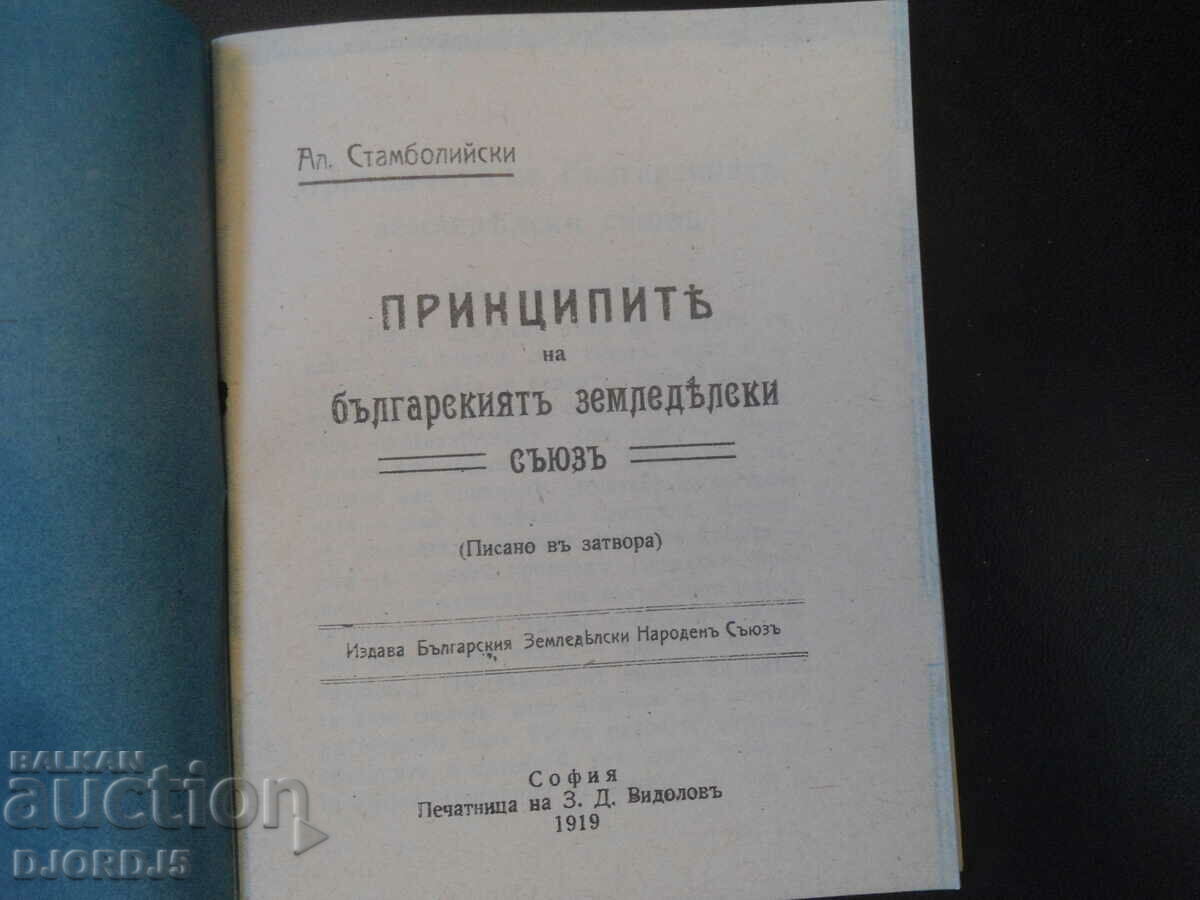 Ал. Стамболийски
ПРИНЦИПИТѢ
на
българскиятъ земледѣлски
съюзъ
(Писано въ затвора)
Издава Българския Земледѣлски Народенъ Съюзъ
София
Печатница на З. Д. Видоловъ
1919
BALKAN
auction
DJORDJ5